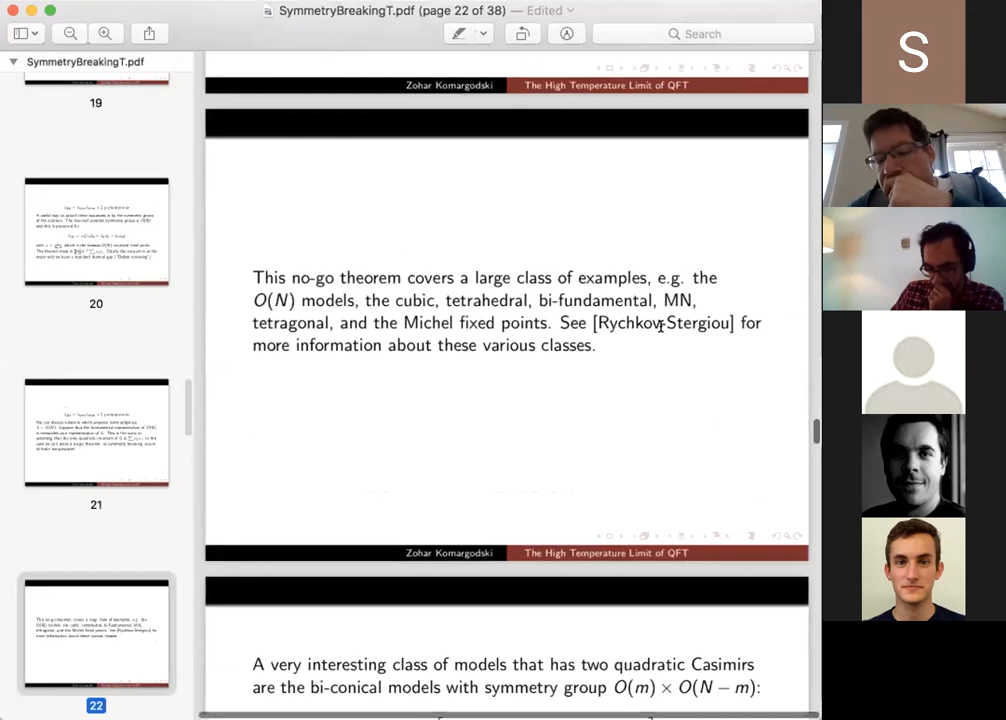 SymmetryBreakingT.pdf (page 22 of 38) — Edited
Search
SymmetryBreakingT.pdf
19
20
21
22
Zohar Komargodski The High Temperature Limit of QFT
This no-go theorem covers a large class of examples, e.g. the
O(N) models, the cubic, tetrahedral, bi-fundamental, MN,
tetragonal, and the Michel fixed points. See [Rychkov-Stergiou] for
more information about these various classes.
Zohar Komargodski The High Temperature Limit of QFT
A very interesting class of models that has two quadratic Casimirs
are the bi-conical models with symmetry group O(m) × O(N − m):
S